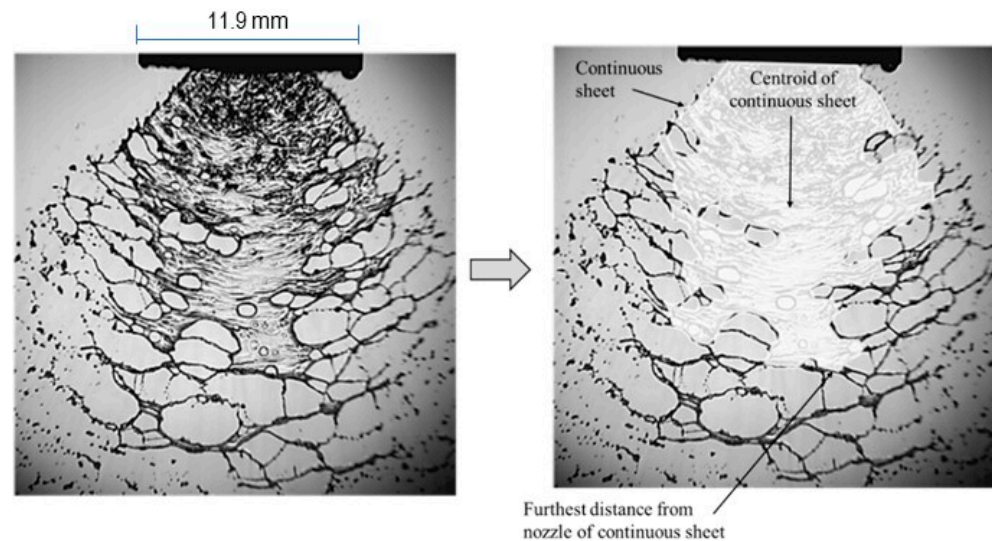 11.9 mm
Continuous
sheet
Centroid of
continuous sheet
Furthest distance from
nozzle of continuous sheet